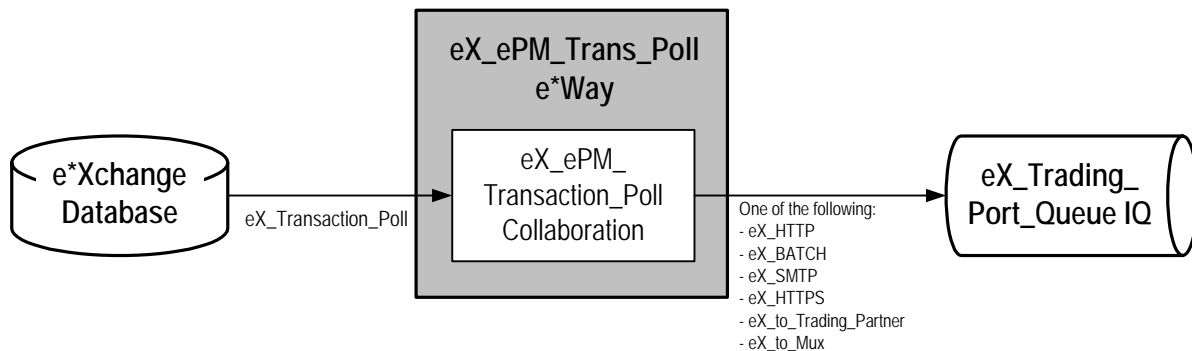 eX_ePM_Trans_Poll
e*Way
e*Xchange
Database
eX_Transaction_Poll
eX_ePM_
Transaction_Poll
Collaboration
One of the following:
- eX_HTTP
- eX_BATCH
- eX_SMTP
- eX_HTTPS
- eX_to_Trading_Partner
- eX_to_Mux
eX_Trading_
Port_Queue IQ